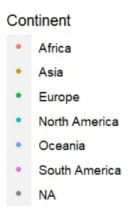 Continent
Africa
Asia
Europe
North America
Oceania
South America
NA